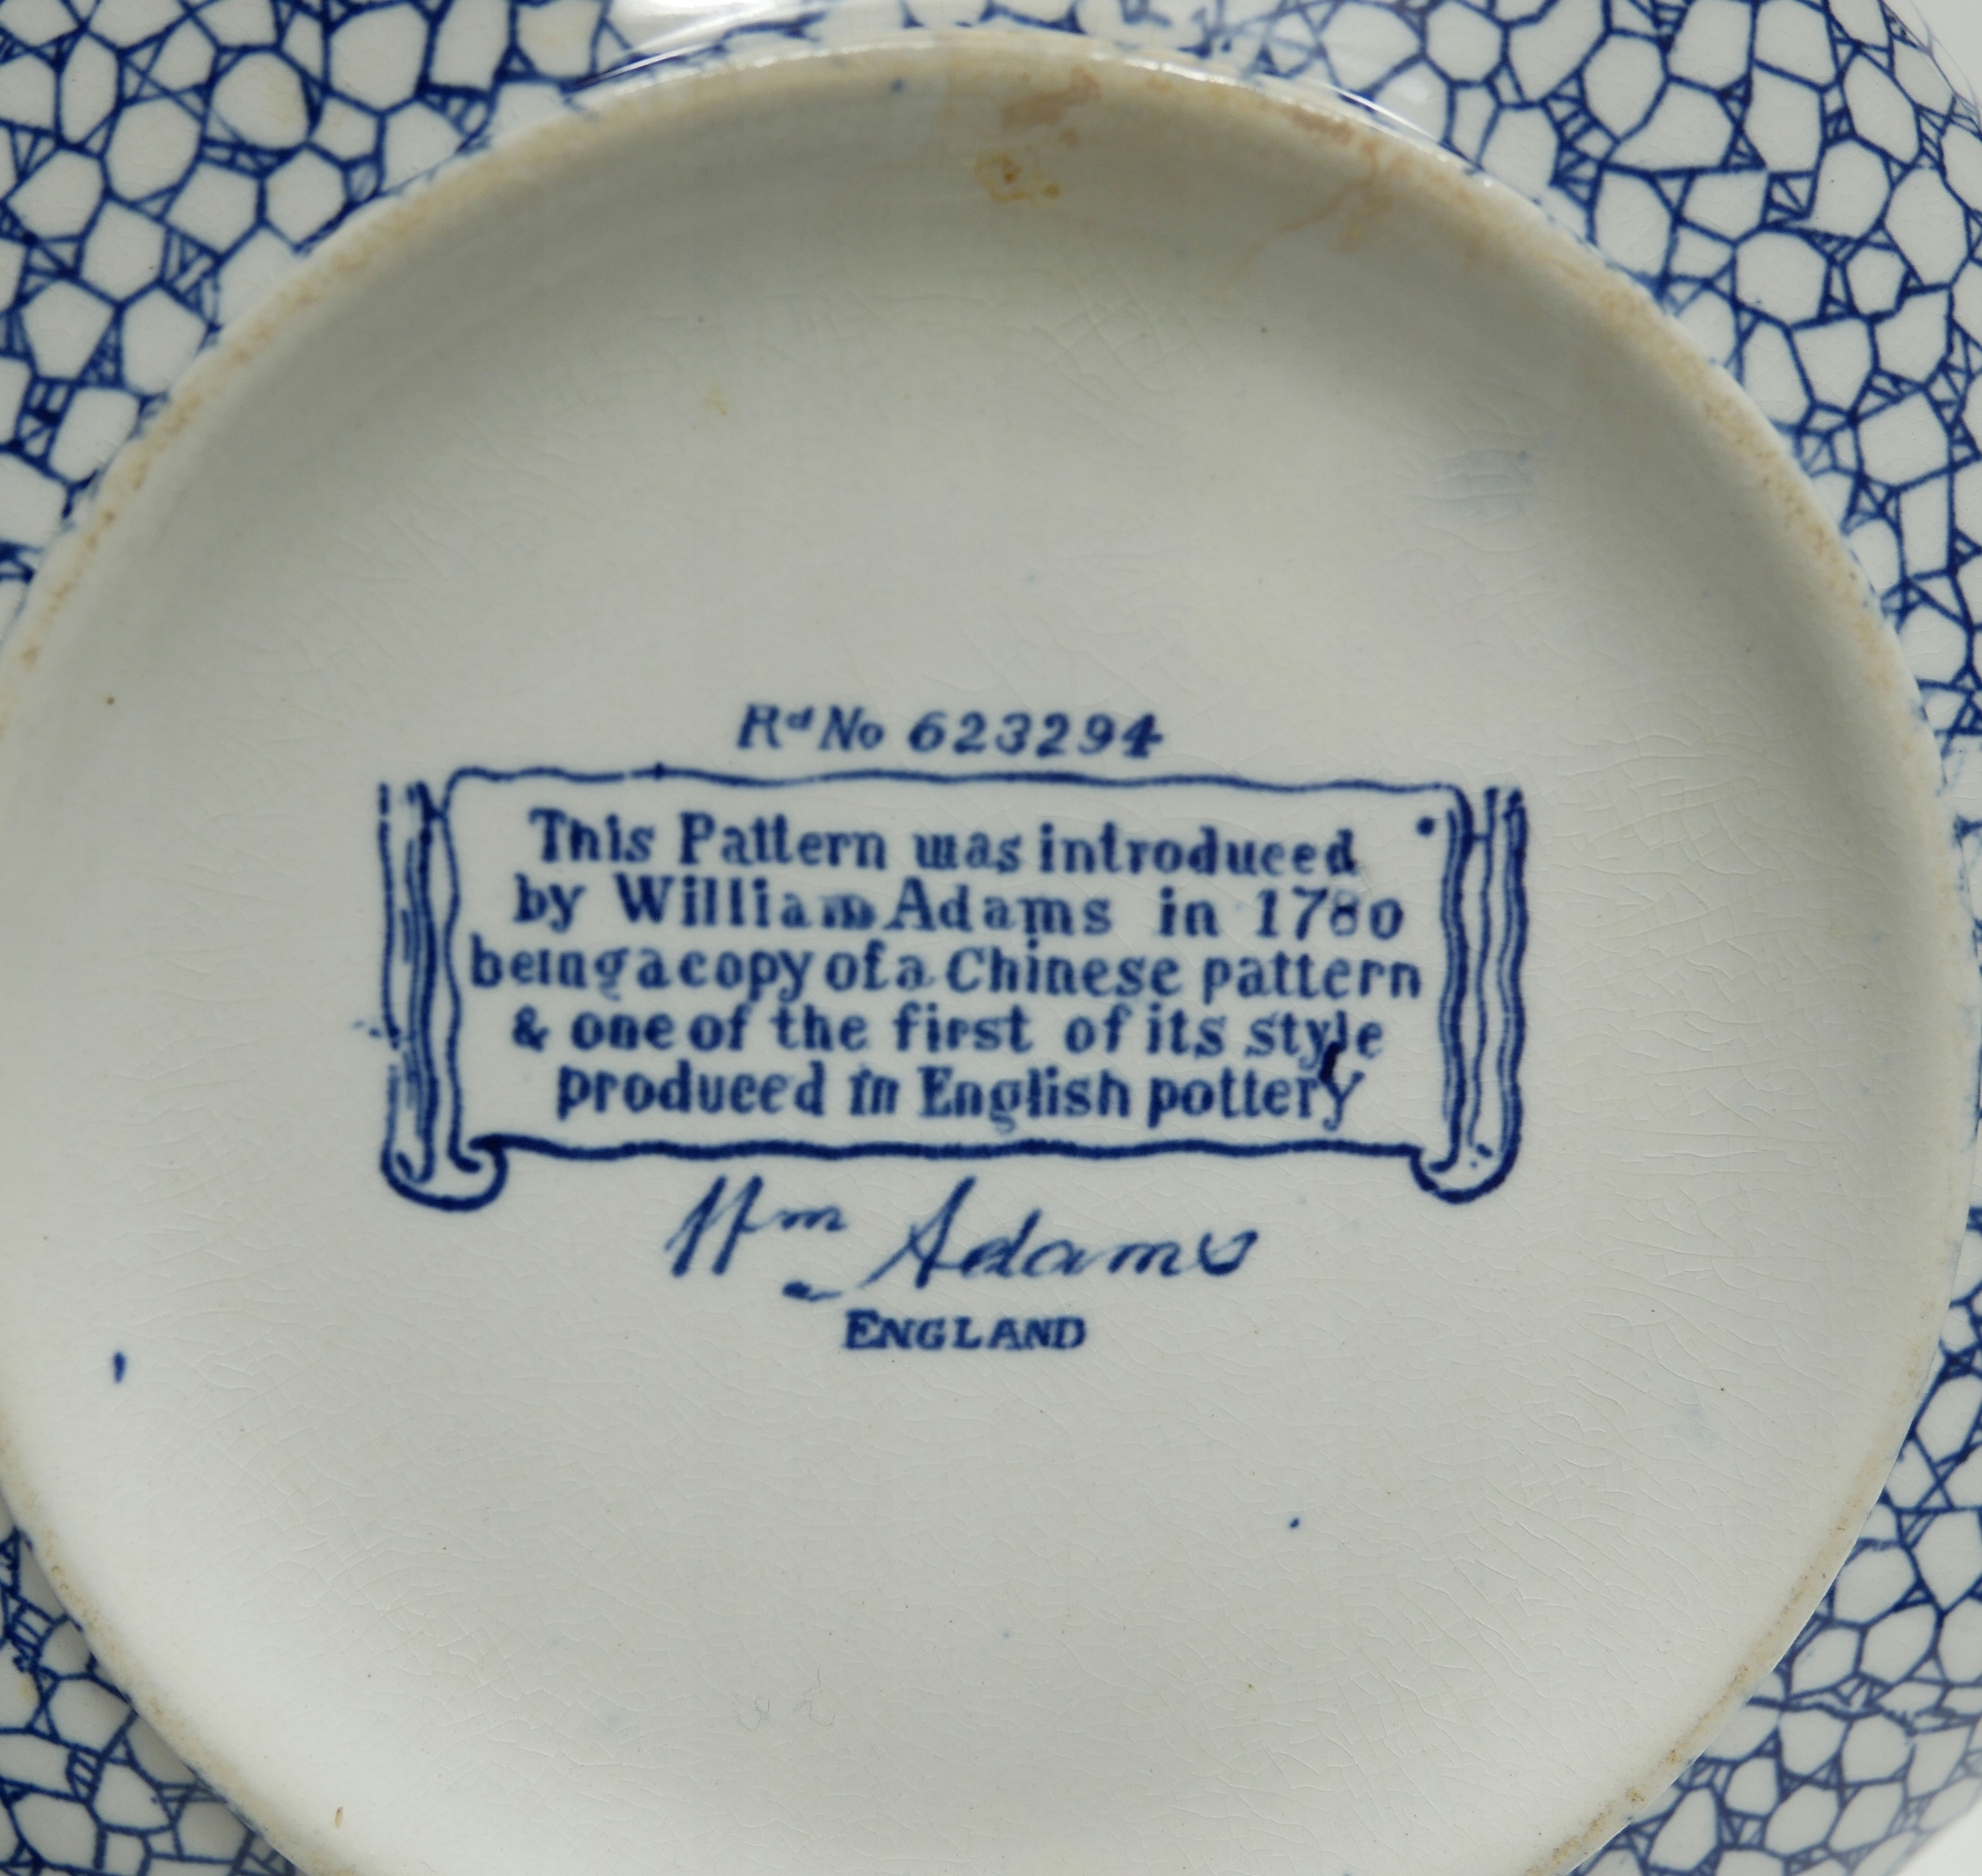 Rd No 623294
This Pattern was introduced
by William Adams in 1780
being a copy of a Chinese pattern
& one of the first of its style
produced in English pottery
Wm Adams
ENGLAND